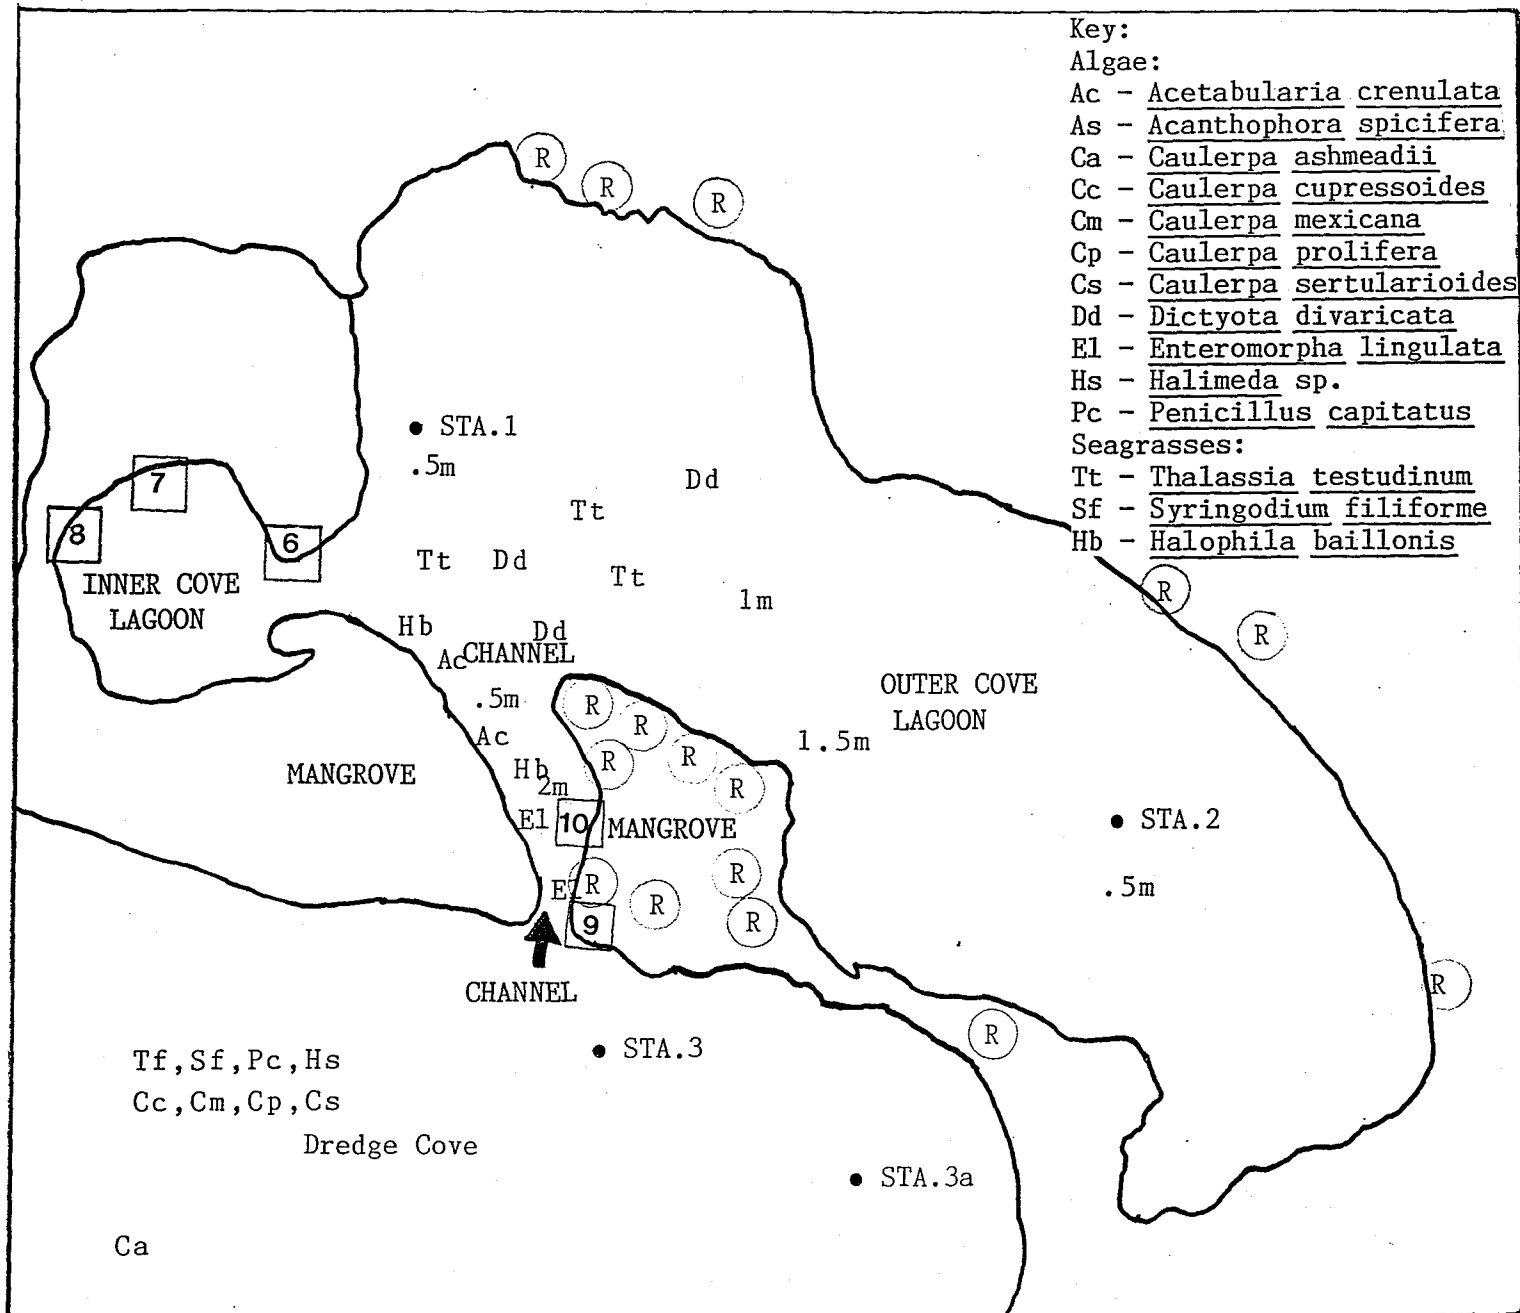 Key:
Algae:
Ac - Acetabularia crenulata
As - Acanthophora spicifera
Ca - Caulerpa ashmeadii
Cc - Caulerpa cupressoides
Cm - Caulerpa mexicana
Cp - Caulerpa prolifera
Cs - Caulerpa sertularioides
Dd - Dictyota divaricata
El - Enteromorpha lingulata
Hs - Halimeda sp.
Pc - Penicillus capitatus
Seagrasses:
Tt - Thalassia testudinum
Sf - Syringodium filiforme
Hb - Halophila baillonis
R
R
R
STA.1
.5m
7
8
6
Dd
Tt
Tt
Dd
Tt
INNER COVE
LAGOON
1m
R
R
Hb
Dd
Ac
CHANNEL
.5m
R
R
OUTER COVE
LAGOON
Ac
R
R
1.5m
MANGROVE
Hb
2m
R
El
10
MANGROVE
STA.2
El
R
R
R
R
.5m
9
CHANNEL
R
R
STA.3
Tf,Sf,Pc,Hs
Cc,Cm,Cp,Cs
Dredge Cove
STA.3a
Ca